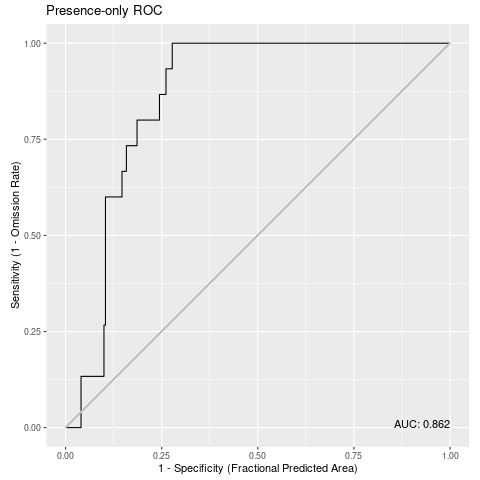 Presence-only ROC
Sensitivity (1 - Omission Rate)
1.00
0.75
0.50
0.25
0.00
AUC: 0.862
0.00 0.25 0.50 0.75 1.00
1 - Specificity (Fractional Predicted Area)